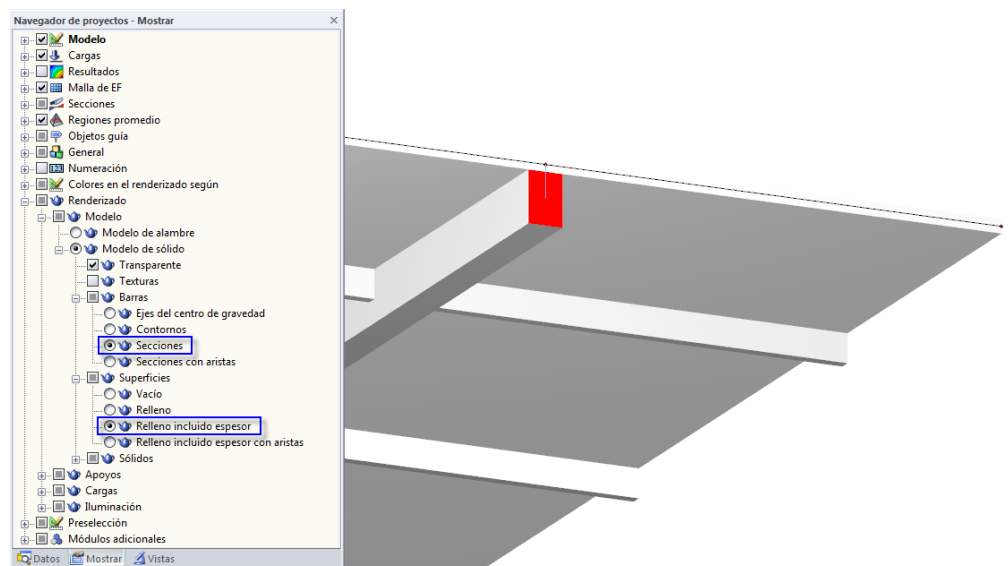 Navegador de proyectos - Mostrar
Modelo
Cargas
Resultados
Malla de EF
Secciones
Regiones promedio
Objetos guía
General
123 Numeración
Colores en el renderizado según
Renderizado
Modelo
Modelo de alambre
Modelo de sólido
Transparente
Texturas
Barras
Ejes del centro de gravedad
Contornos
Secciones
Secciones con aristas
Superficies
Vacío
Relleno
Relleno incluido espesor
Relleno incluido espesor con aristas
Sólidos
Apoyos
Cargas
Iluminación
Preselección
Módulos adicionales
Datos Mostrar Vistas